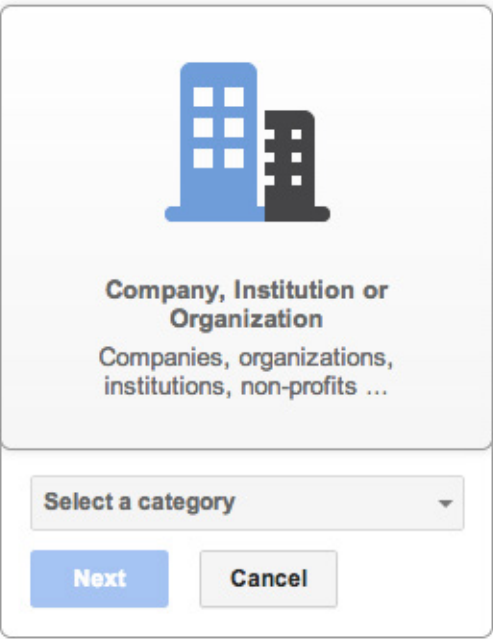 Company, Institution or
Organization
Companies, organizations,
institutions, non-profits ...
Select a category
Next Cancel